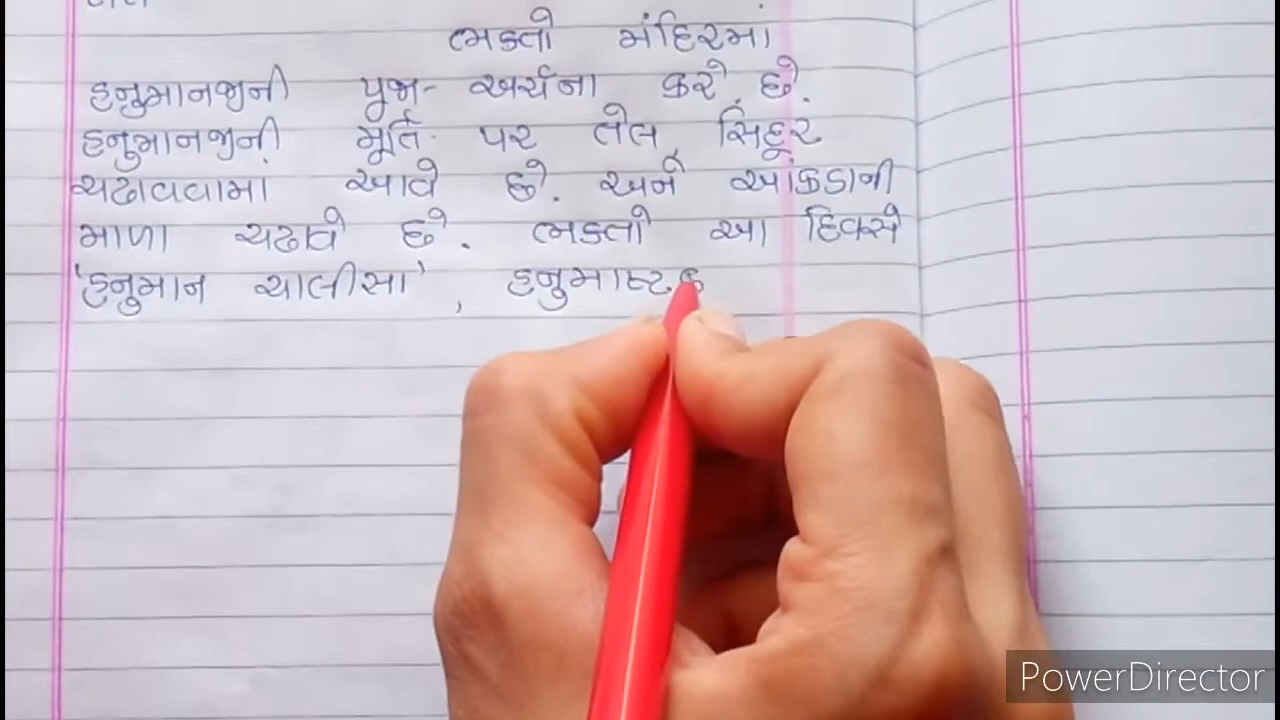 ભક્તો મંદિરમાં
હનુમાનજીની પૂજા- અર્ચના કરે છે.
હનુમાનજીની મૂર્તિ પર તેલ, સિંદૂર
ચઢાવવામાં આવે છે. અને આંકડાની
માળા ચઢાવે છે. ભક્તો આ દિવસે
'હનુમાન ચાલીસા', હનુમાષ્ટક
PowerDirector